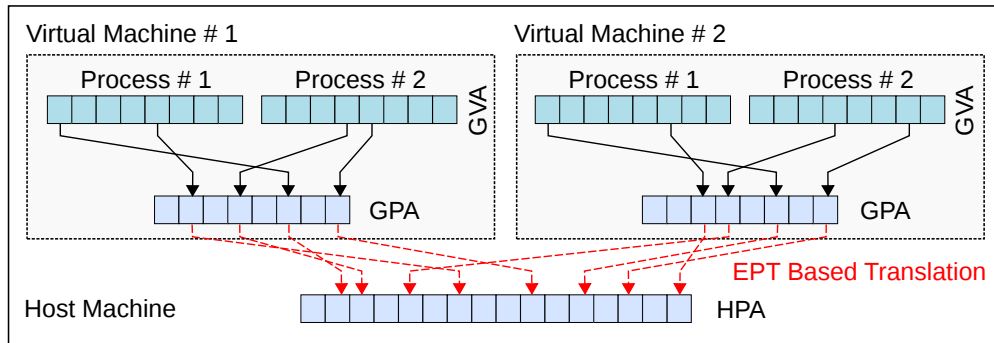 Virtual Machine # 1
Virtual Machine # 2
Process # 1
Process # 2
GVA
Process # 1
Process # 2
GVA
GPA
GPA
EPT Based Translation
Host Machine
HPA